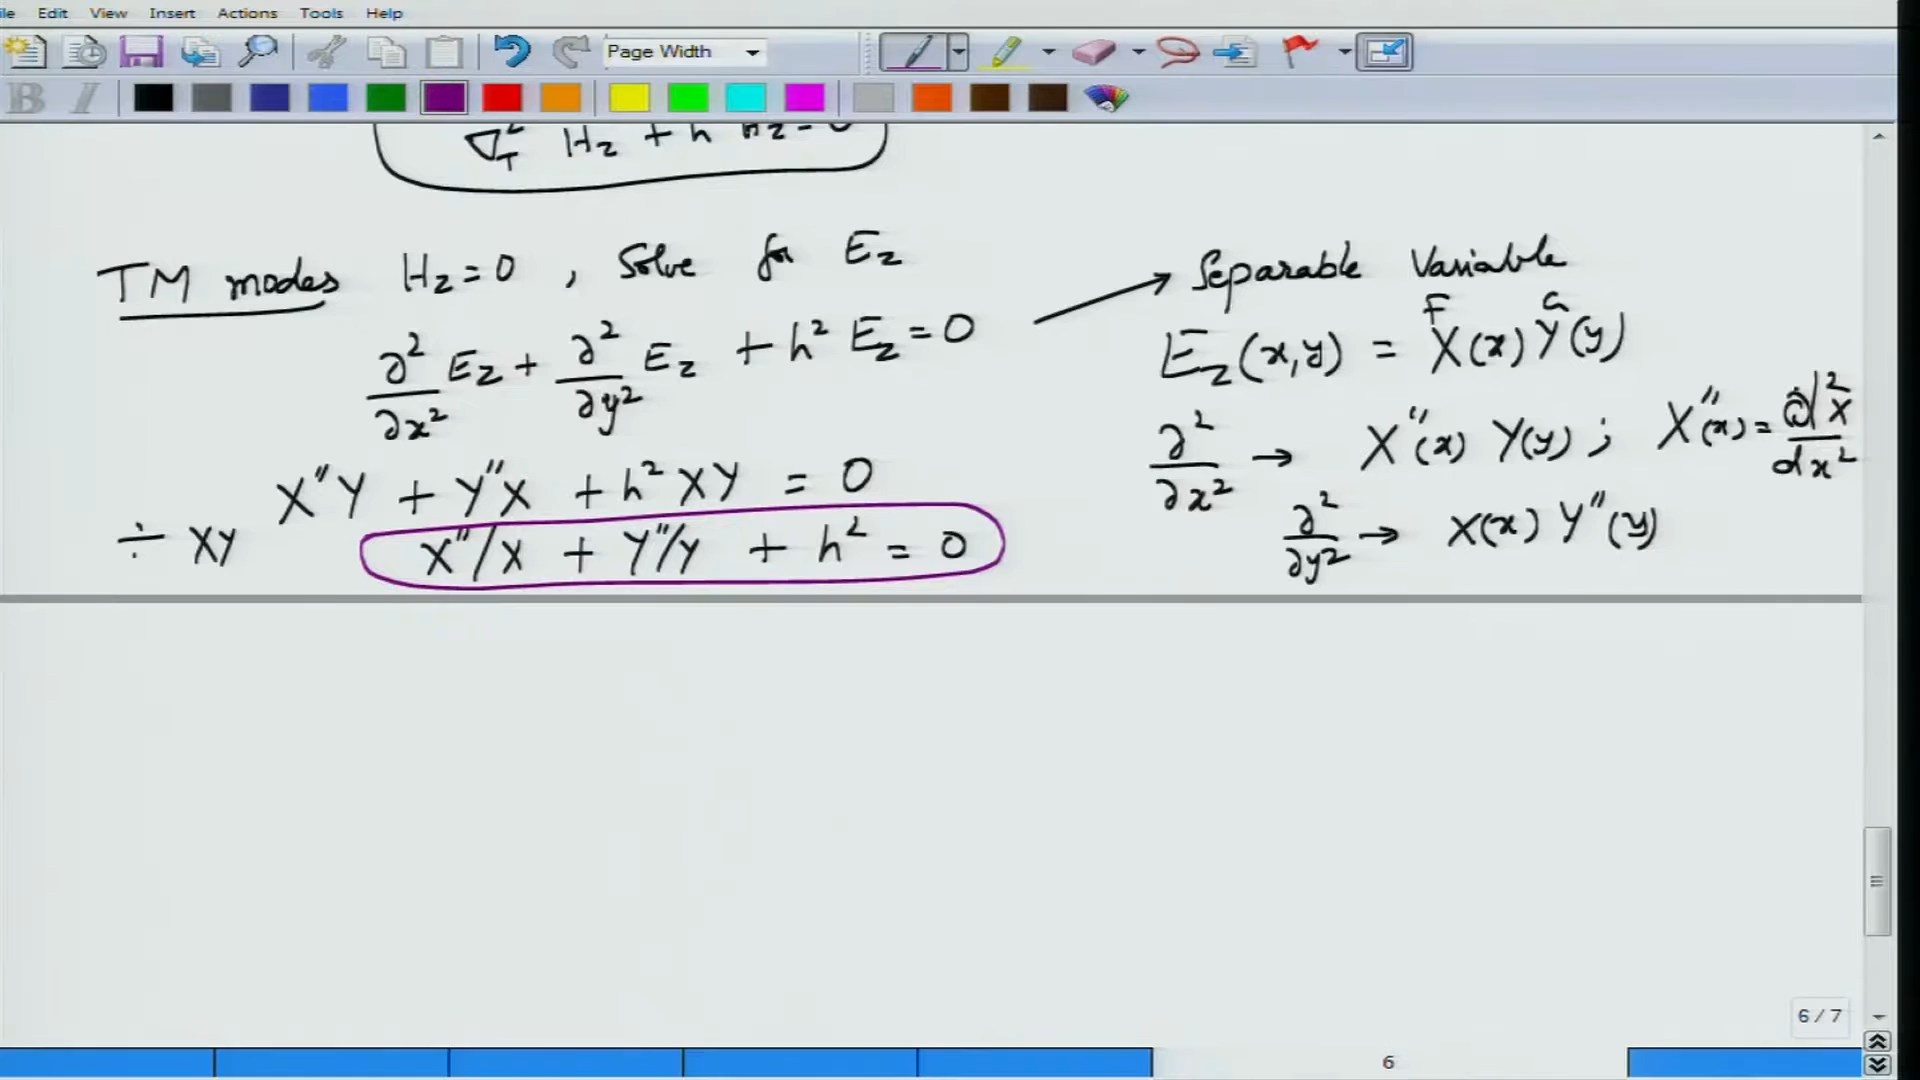 Edit View Insert Actions Tools Help
Page Width
B I
TM modes H_z = 0 , Solve for E_z
∂²/∂x² E_z + ∂²/∂y² E_z + h² E_z = 0
X″Y + Y″X + h² XY = 0
÷ XY X″/X + Y″/Y + h² = 0
Separable Variable
F G
E_z(x,y) = X(x) Y(y)
∂²/∂x² → X″(x) Y(y) ; X″(x) = d²X/dx²
∂²/∂y² → X(x) Y″(y)
6 / 7
6